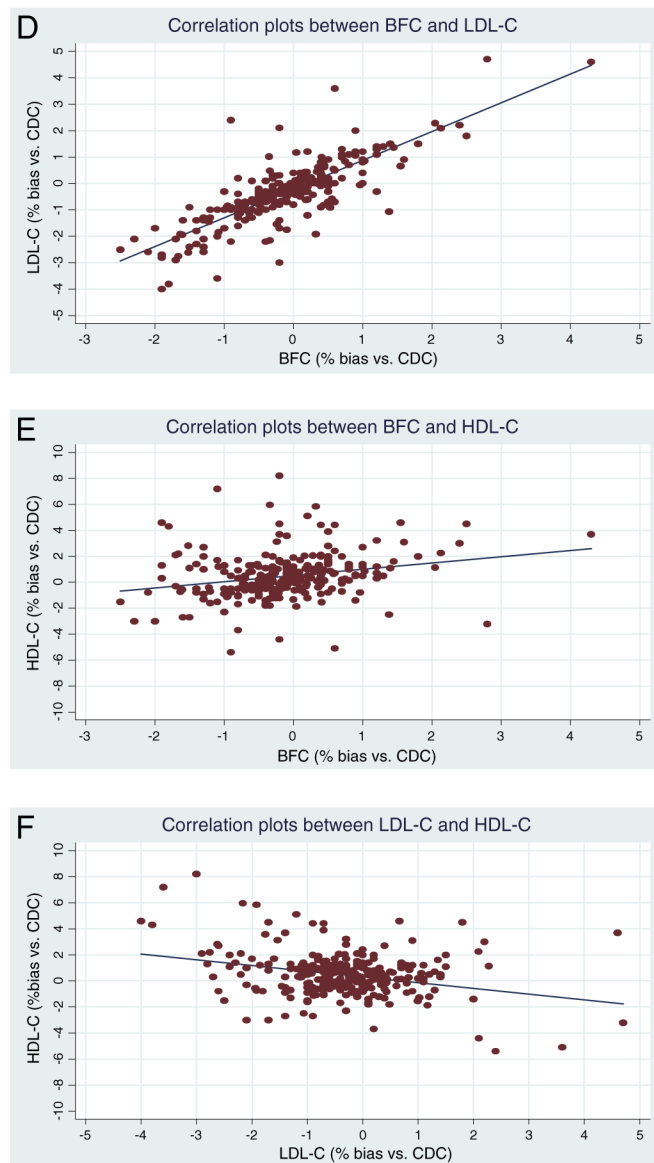 D
Correlation plots between BFC and LDL-C
LDL-C (% bias vs. CDC)
5
4
3
2
1
0
-1
-2
-3
-4
-5
-3 -2 -1 0 1 2 3 4 5
BFC (% bias vs. CDC)
E
Correlation plots between BFC and HDL-C
HDL-C (% bias vs. CDC)
10
8
6
4
2
0
-2
-4
-6
-8
-10
-3 -2 -1 0 1 2 3 4 5
BFC (% bias vs. CDC)
F
Correlation plots between LDL-C and HDL-C
HDL-C (%bias vs. CDC)
10
8
6
4
2
0
-2
-4
-6
-8
-10
-5 -4 -3 -2 -1 0 1 2 3 4 5
LDL-C (% bias vs. CDC)